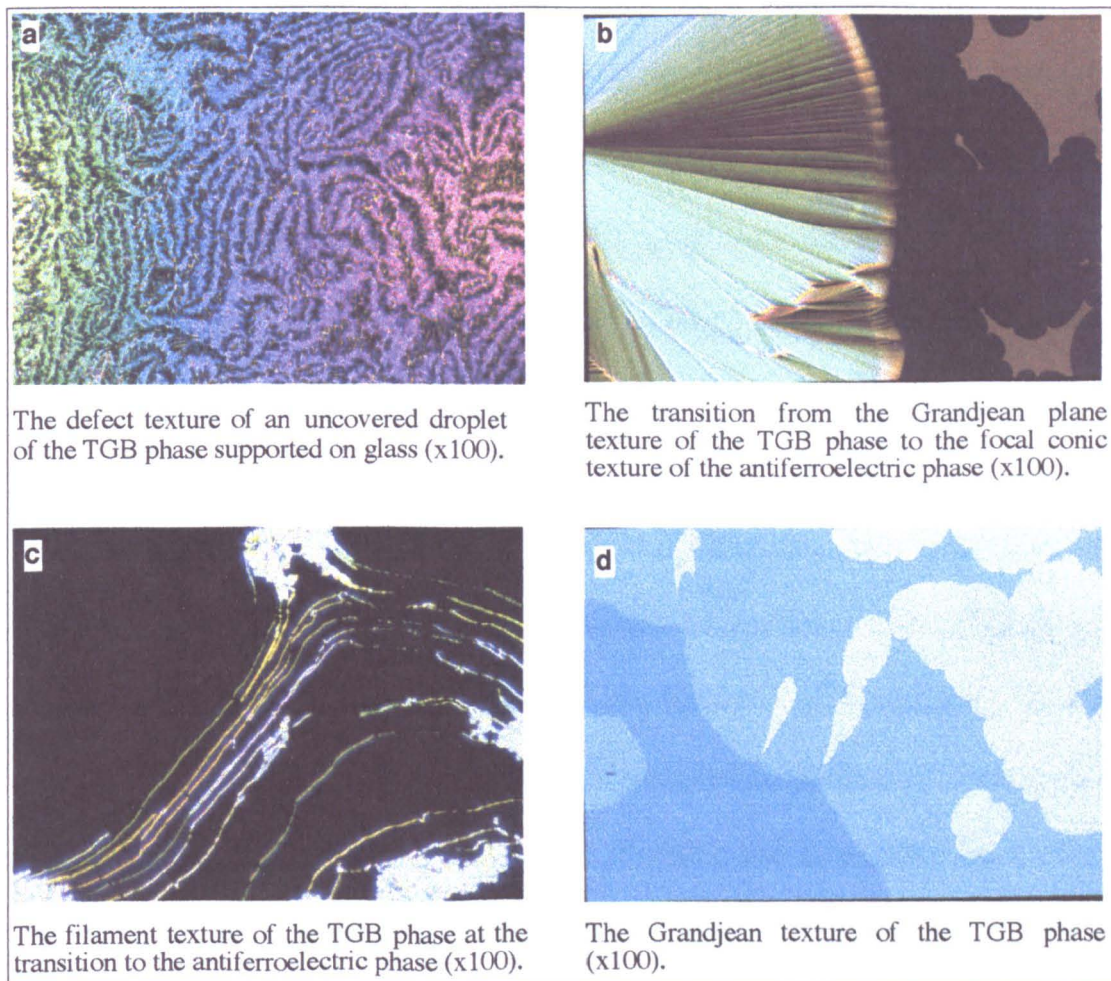 a
b
The defect texture of an uncovered droplet
of the TGB phase supported on glass (x100).
The transition from the Grandjean plane
texture of the TGB phase to the focal conic
texture of the antiferroelectric phase (x100).
c
d
The filament texture of the TGB phase at the
transition to the antiferroelectric phase (x100).
The Grandjean texture of the TGB phase
(x100).